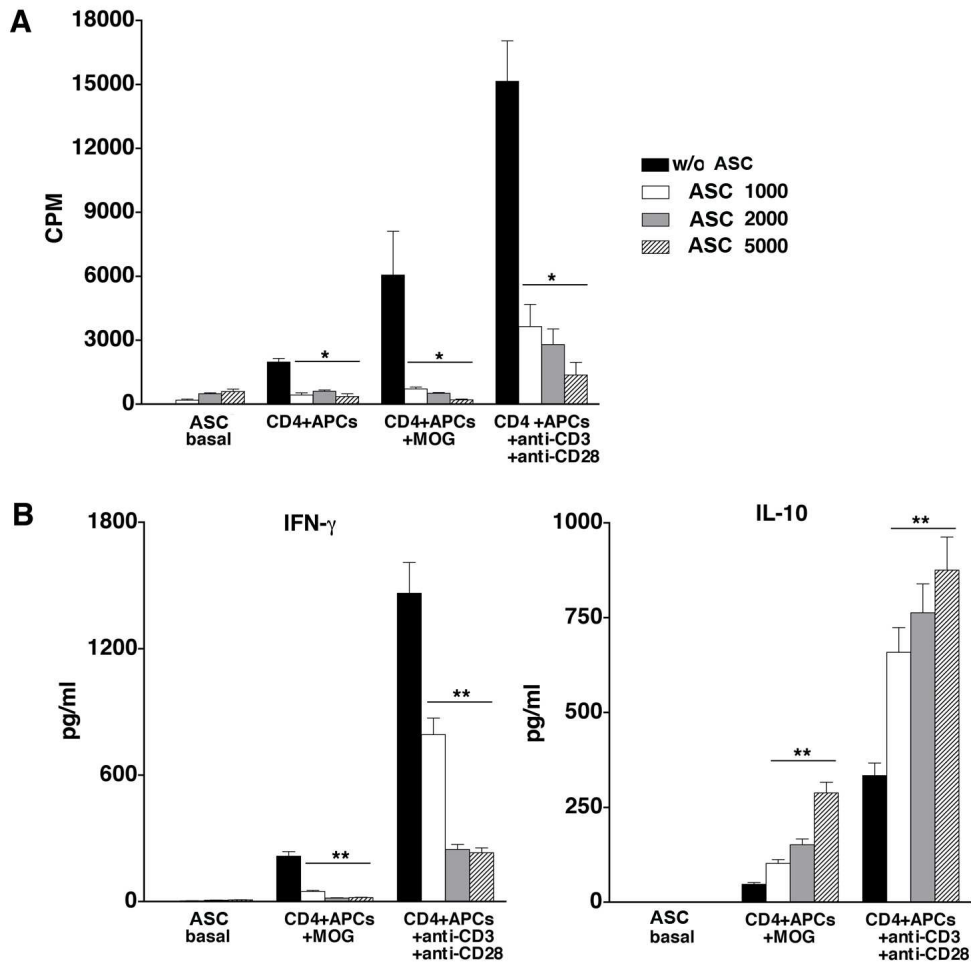 A
18000
15000
12000
9000
6000
3000
0
CPM
w/o ASC
ASC 1000
ASC 2000
ASC 5000
*
*
*
ASC
basal
CD4+APCs
CD4+APCs
+MOG
CD4 +APCs
+anti-CD3
+anti-CD28
B
IFN-γ
1800
1200
600
0
pg/ml
**
**
ASC
basal
CD4+APCs
+MOG
CD4+APCs
+anti-CD3
+anti-CD28
IL-10
1000
750
500
250
0
pg/ml
**
**
ASC
basal
CD4+APCs
+MOG
CD4+APCs
+anti-CD3
+anti-CD28